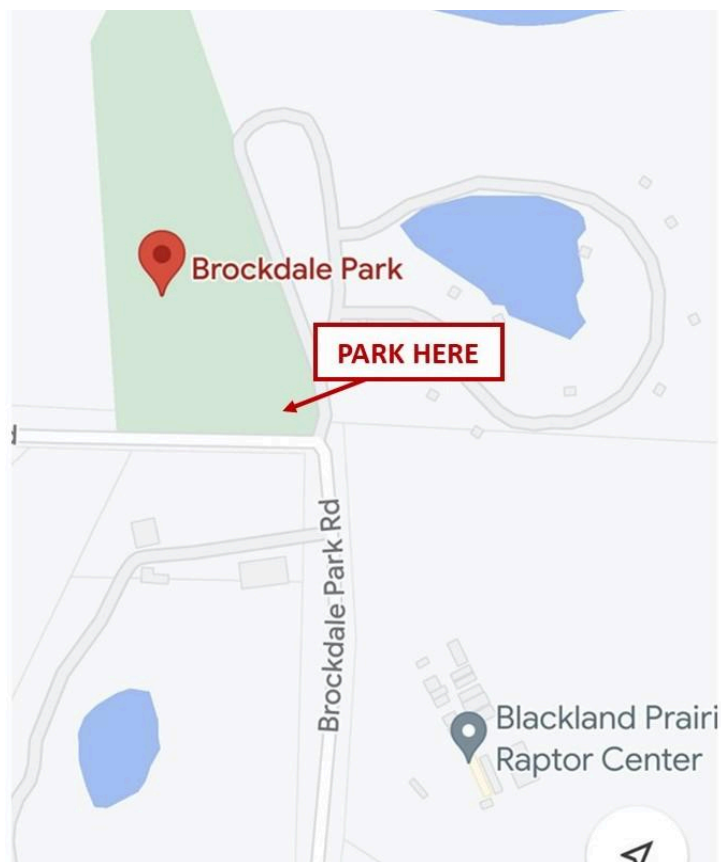 Brockdale Park
PARK HERE
d
Brockdale Park Rd
Blackland Prairi
Raptor Center